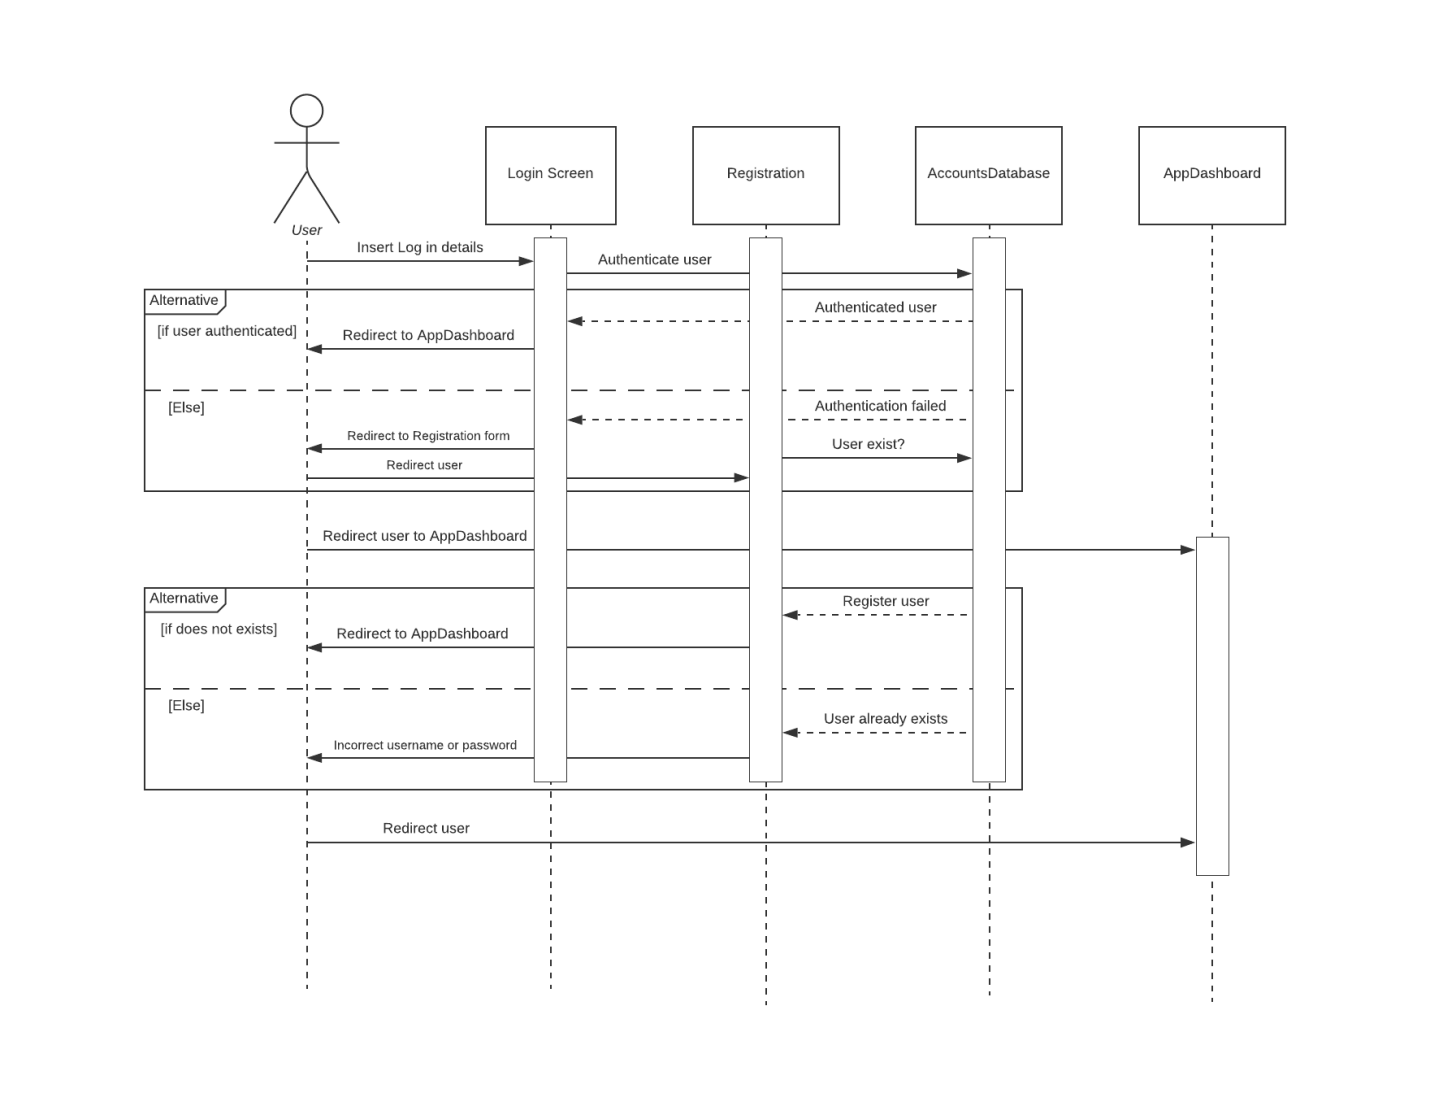 User
Login Screen
Registration
AccountsDatabase
AppDashboard
Insert Log in details
Authenticate user
Alternative
[if user authenticated]
Authenticated user
Redirect to AppDashboard
[Else]
Authentication failed
Redirect to Registration form
User exist?
Redirect user
Redirect user to AppDashboard
Alternative
[if does not exists]
Register user
Redirect to AppDashboard
[Else]
User already exists
Incorrect username or password
Redirect user